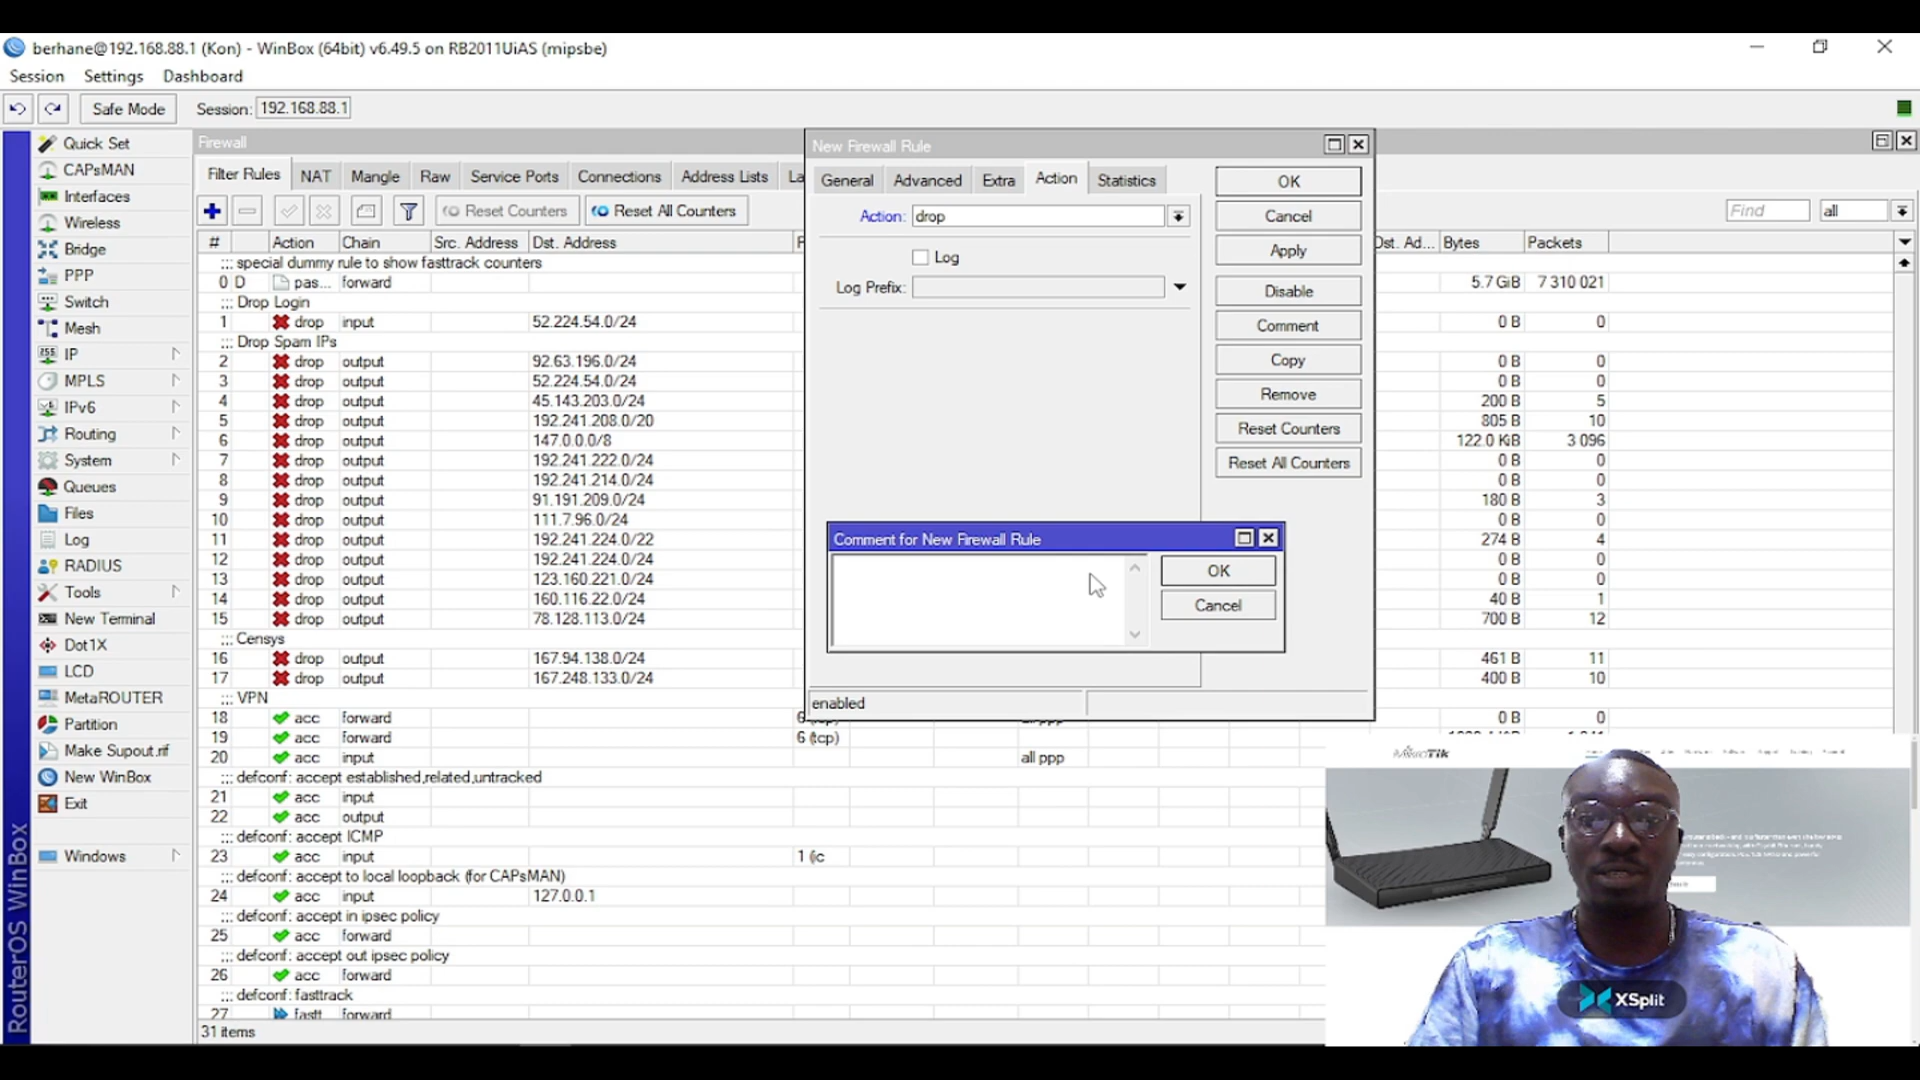 berhane@192.168.88.1 (Kon) - WinBox (64bit) v6.49.5 on RB2011UiAS (mipsbe)
Session Settings Dashboard
Safe Mode Session: 192.168.88.1
Quick Set
CAPsMAN
Interfaces
Wireless
Bridge
PPP
Switch
Mesh
IP
MPLS
IPv6
Routing
System
Queues
Files
Log
RADIUS
Tools
New Terminal
Dot1X
LCD
MetaROUTER
Partition
Make Supout.rif
New WinBox
Exit
Windows
RouterOS WinBox
Firewall
Filter Rules NAT Mangle Raw Service Ports Connections Address Lists La
Reset Counters Reset All Counters Find all
# Action Chain Src. Address Dst. Address Dst. Ad... Bytes Packets
::: special dummy rule to show fasttrack counters
0 D pas... forward 5.7 GiB 7 310 021
::: Drop Login
1 drop input 52.224.54.0/24 0 B 0
::: Drop Spam IPs
2 drop output 92.63.196.0/24 0 B 0
3 drop output 52.224.54.0/24 0 B 0
4 drop output 45.143.203.0/24 200 B 5
5 drop output 192.241.208.0/20 805 B 10
6 drop output 147.0.0.0/8 122.0 KiB 3 096
7 drop output 192.241.222.0/24 0 B 0
8 drop output 192.241.214.0/24 0 B 0
9 drop output 91.191.209.0/24 180 B 3
10 drop output 111.7.96.0/24 0 B 0
11 drop output 192.241.224.0/22 274 B 4
12 drop output 192.241.224.0/24 0 B 0
13 drop output 123.160.221.0/24 0 B 0
14 drop output 160.116.22.0/24 40 B 1
15 drop output 78.128.113.0/24 700 B 12
::: Censys
16 drop output 167.94.138.0/24 461 B 11
17 drop output 167.248.133.0/24 400 B 10
::: VPN
18 acc forward 0 B 0
19 acc forward 6 (tcp)
20 acc input all ppp
::: defconf: accept established,related,untracked
21 acc input
22 acc output
::: defconf: accept ICMP
23 acc input 1 (ic
::: defconf: accept to local loopback (for CAPsMAN)
24 acc input 127.0.0.1
::: defconf: accept in ipsec policy
25 acc forward
::: defconf: accept out ipsec policy
26 acc forward
::: defconf: fasttrack
27 fastt forward
31 items
New Firewall Rule
General Advanced Extra Action Statistics
Action: drop
Log
Log Prefix:
OK
Cancel
Apply
Disable
Comment
Copy
Remove
Reset Counters
Reset All Counters
Comment for New Firewall Rule
OK
Cancel
enabled
MikroTik
XSplit